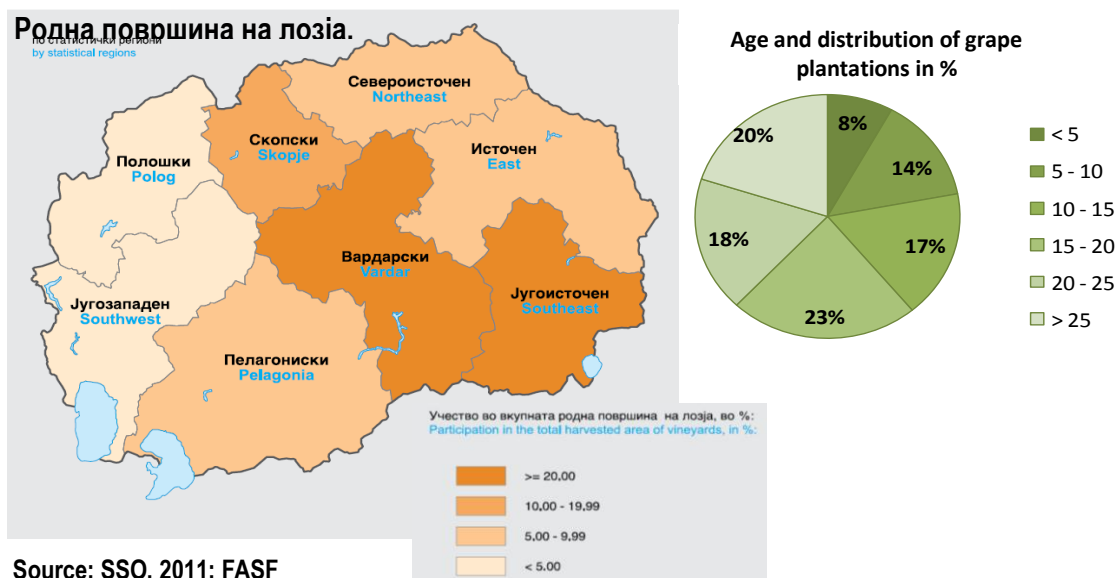 Родна површина на лозја.
по статистички региони
by statistical regions
Североисточен
Northeast
Скопски
Skopje
Источен
East
Полошки
Polog
Вардарски
Vardar
Југоисточен
Southeast
Југозападен
Southwest
Пелагониски
Pelagonia
Учество во вкупната родна површина на лозја, во %:
Participation in the total harvested area of vineyards, in %:
>= 20.00
10.00 - 19.99
5.00 - 9.99
< 5.00
Source: SSO, 2011; FASF
Age and distribution of grape
plantations in %
8%
14%
17%
23%
18%
20%
< 5
5 - 10
10 - 15
15 - 20
20 - 25
> 25